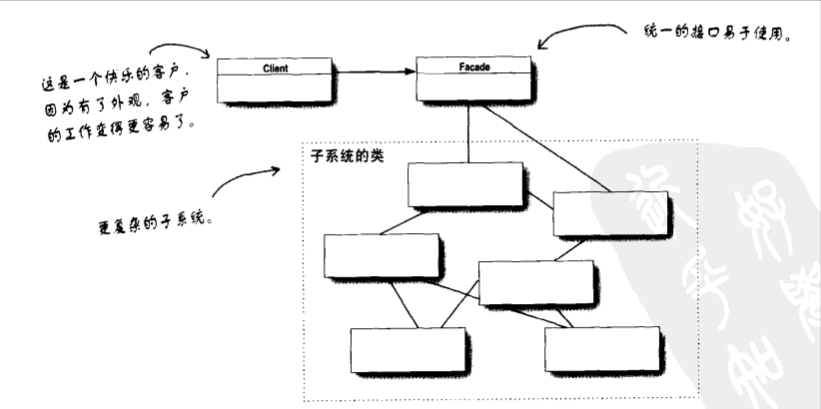 统一的接口易于使用。
Client
Facade
这是一个快乐的客户，
因为有了外观，客户
的工作变得更容易了。
子系统的类
更复杂的子系统。